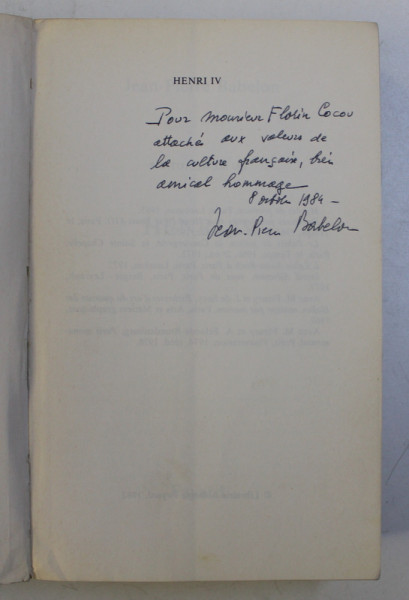 HENRI IV
Pour Monsieur Florin Cocou
attaché aux valeurs de
la culture française, très
amical hommage
8 octobre 1984 -
Jean-Pierre Babelon